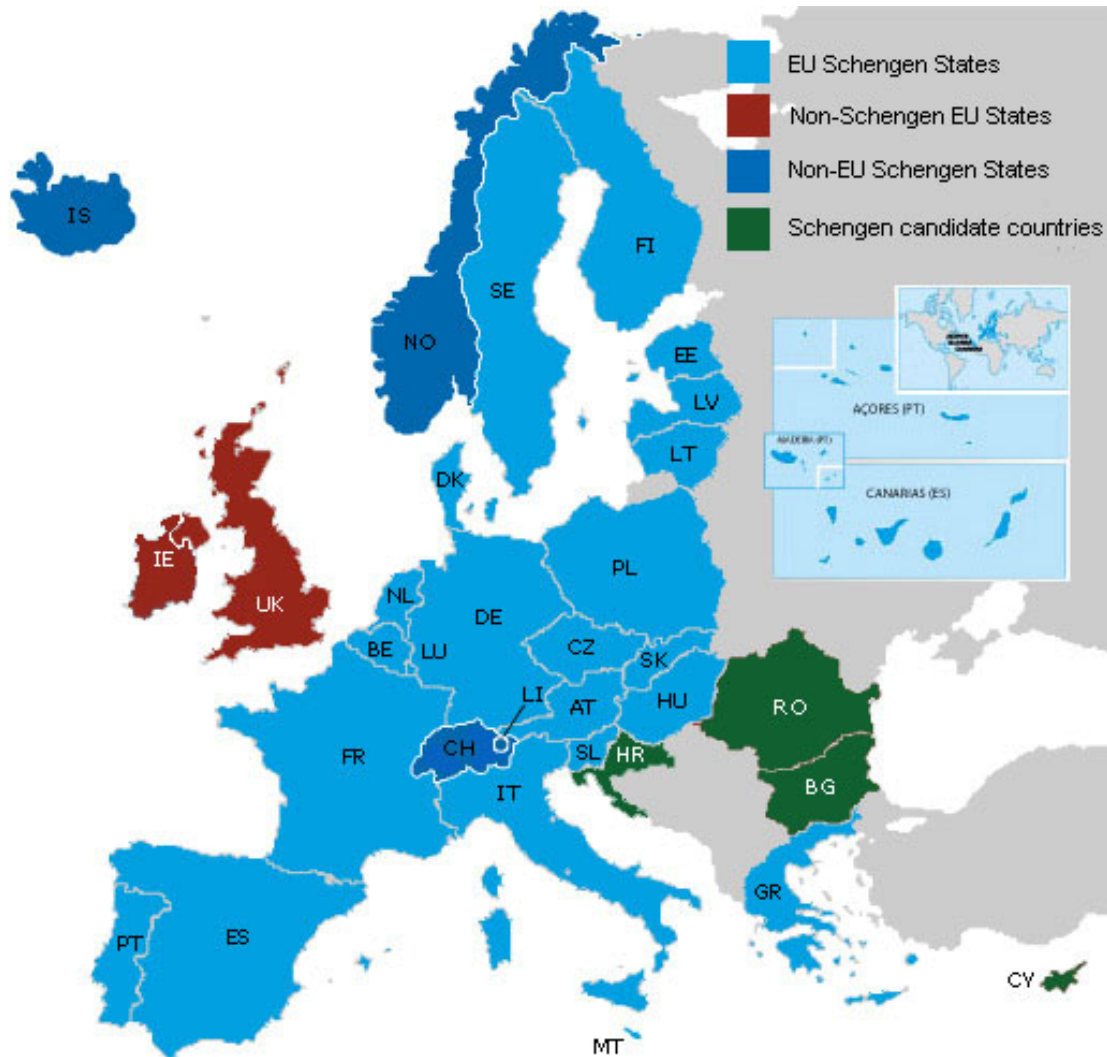 EU Schengen States
Non-Schengen EU States
Non-EU Schengen States
Schengen candidate countries
IS
FI
SE
NO
EE
LV
AÇORES (PT)
MADEIRA (PT)
LT
DK
CANARIAS (ES)
IE
PL
UK
NL
DE
BE
LU
CZ
SK
LI
HU
AT
RO
CH
SL
HR
FR
IT
BG
GR
PT
ES
CY
MT